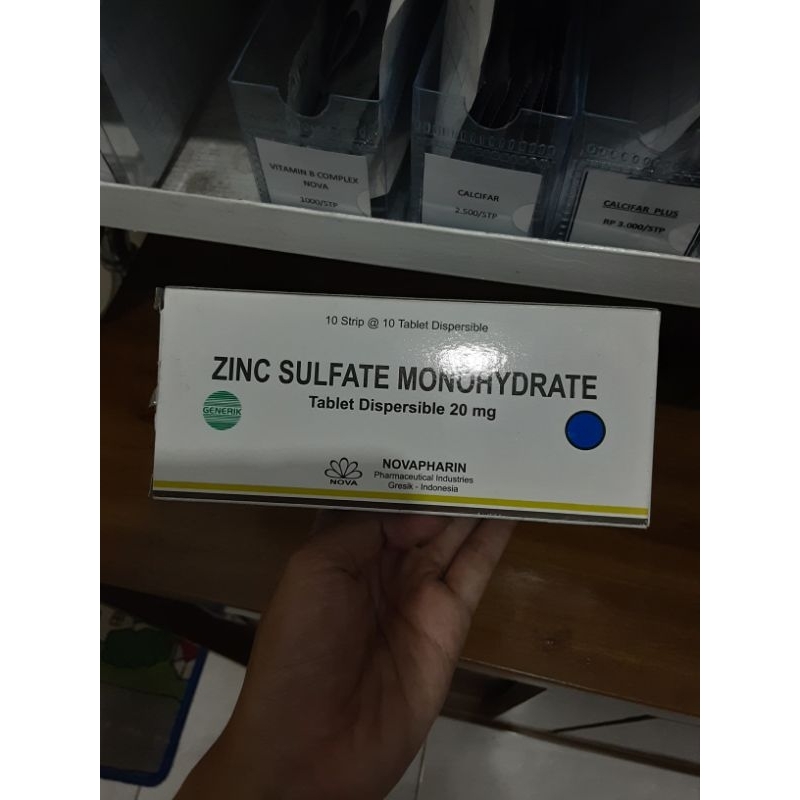 VITAMIN B COMPLEX
NOVA
1000/STP
CALCIFAR
2.500/STP
CALCIFAR PLUS
RP 3.000/STP
10 Strip @ 10 Tablet Dispersible
ZINC SULFATE MONOHYDRATE
Tablet Dispersible 20 mg
GENERIK
NOVA
NOVAPHARIN
Pharmaceutical Industries
Gresik - Indonesia